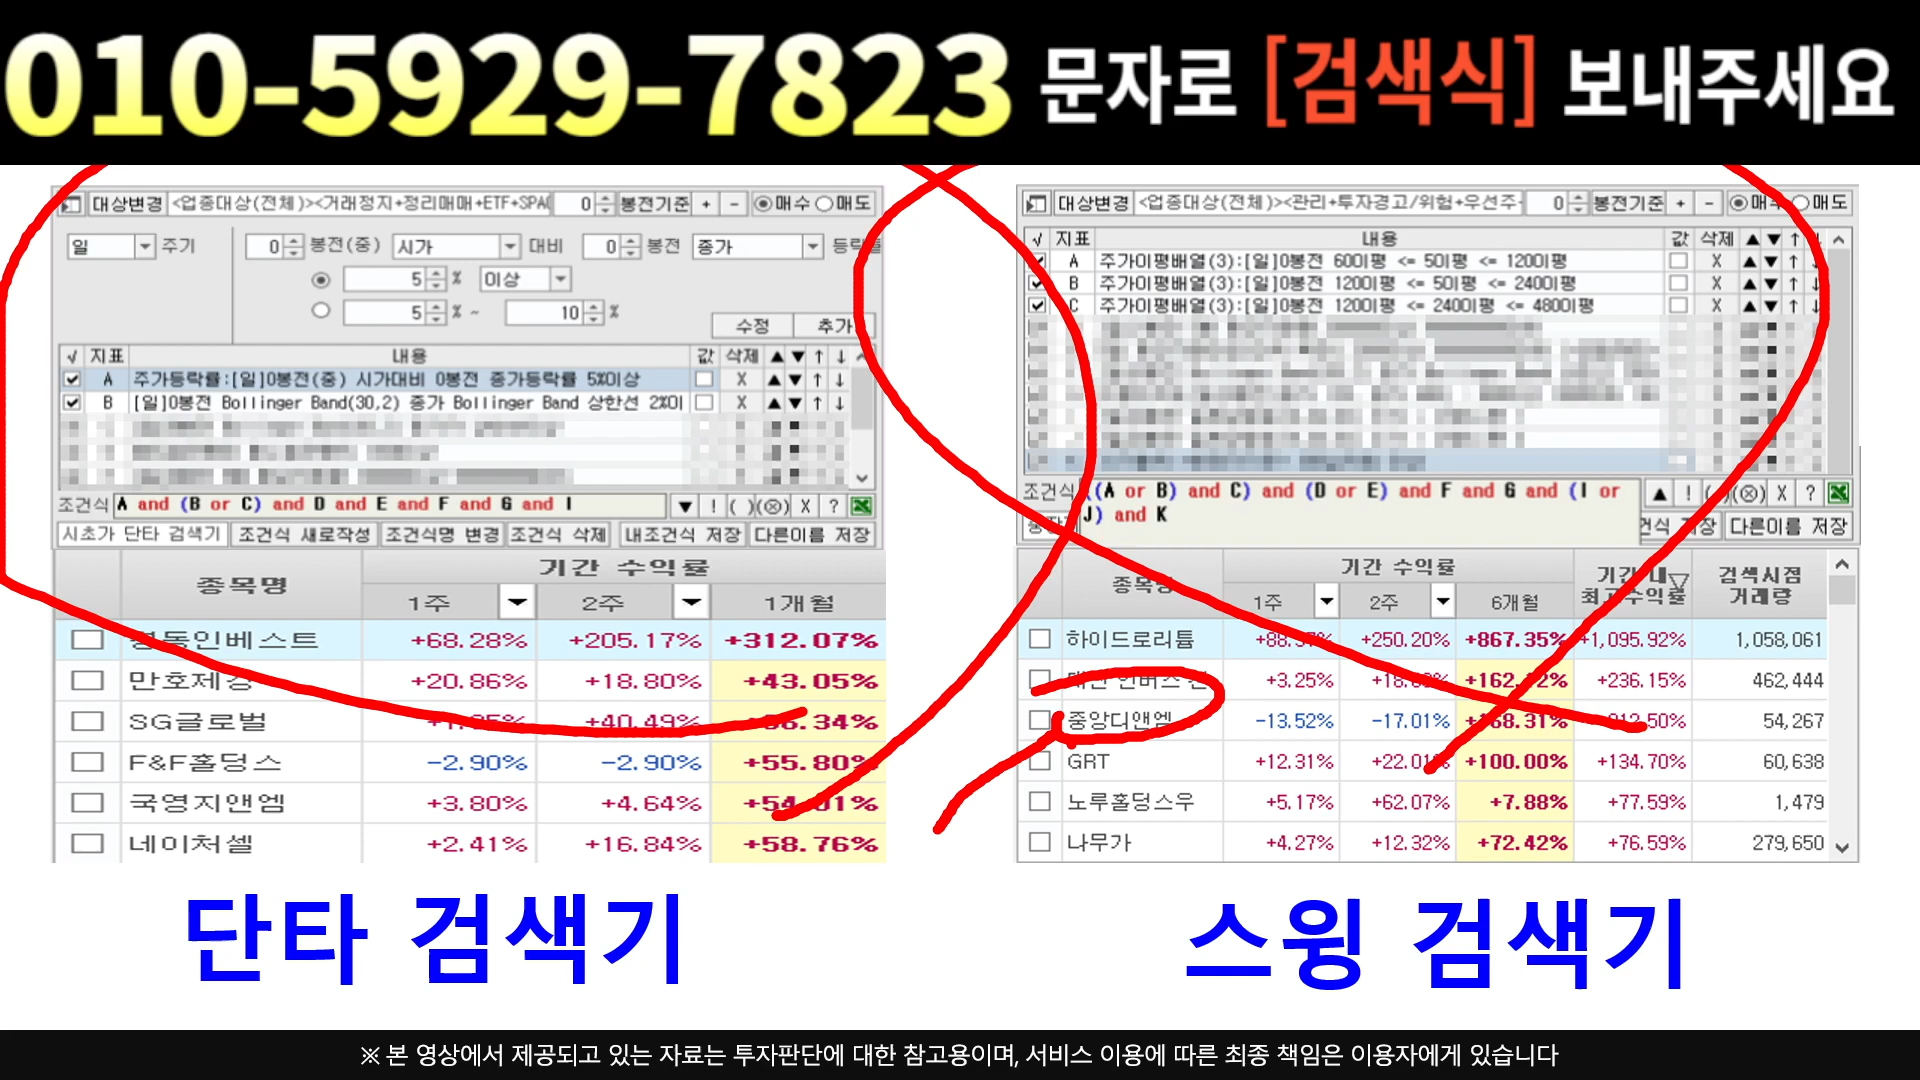 010-5929-7823 문자로 [검색식] 보내주세요
대상변경 <업종대상(전체)><거래정지+정리매매+ETF+SPAC 0 봉전기준 + - 매수 매도
일 주기 0 봉전(중) 시가 대비 0 봉전 종가 등락률
5 % 이상
5 % ~ 10 %
수정 추가
√ 지표 내용 값 삭제 ▲ ▼ ↑ ↓
A 주가등락률:[일]0봉전(중) 시가대비 0봉전 종가등락률 5%이상 X ▲ ▼ ↑ ↓
B [일]0봉전 Bollinger Band(30,2) 종가 Bollinger Band 상한선 2%이 X ▲ ▼ ↑ ↓
조건식 A and (B or C) and D and E and F and G and I ▼ ! ( ) (⊗) X ?
시초가 단타 검색기 조건식 새로작성 조건식명 변경 조건식 삭제 내조건식 저장 다른이름 저장
종목명 기간 수익률
1주 2주 1개월
+68.28% +205.17% +312.07%
만호제강 +20.86% +18.80% +43.05%
SG글로벌 +40.49%
F&F홀딩스 -2.90% -2.90% +55.80%
국영지앤엠 +3.80% +4.64%
네이처셀 +2.41% +16.84% +58.76%
단타 검색기
대상변경 <업종대상(전체)><관리+투자경고/위험+우선주+ 0 봉전기준 + - 매수 매도
√ 지표 내용 값 삭제 ▲ ▼ ↑ ↓
A 주가이평배열(3):[일]0봉전 60이평 <= 5이평 <= 120이평 X ▲ ▼ ↑ ↓
B 주가이평배열(3):[일]0봉전 120이평 <= 5이평 <= 240이평 X ▲ ▼ ↑ ↓
C 주가이평배열(3):[일]0봉전 120이평 <= 240이평 <= 480이평 X ▲ ▼ ↑ ↓
조건식 ((A or B) and C) and (D or E) and F and G and (I or ▲ ! ( ) (⊗) X ?
J) and K
저장 다른이름 저장
종목명 기간 수익률 기간 내 최고수익률 검색시점 거래량
1주 2주 6개월
하이드로리튬 +250.20% +867.35% +1,095.92% 1,058,061
+3.25% +236.15% 462,444
중앙디앤엠 -13.52% -17.01% 54,267
GRT +12.31% +100.00% +134.70% 60,638
노루홀딩스우 +5.17% +62.07% +7.88% +77.59% 1,479
나무가 +4.27% +12.32% +72.42% +76.59% 279,650
스윙 검색기
※ 본 영상에서 제공되고 있는 자료는 투자판단에 대한 참고용이며, 서비스 이용에 따른 최종 책임은 이용자에게 있습니다